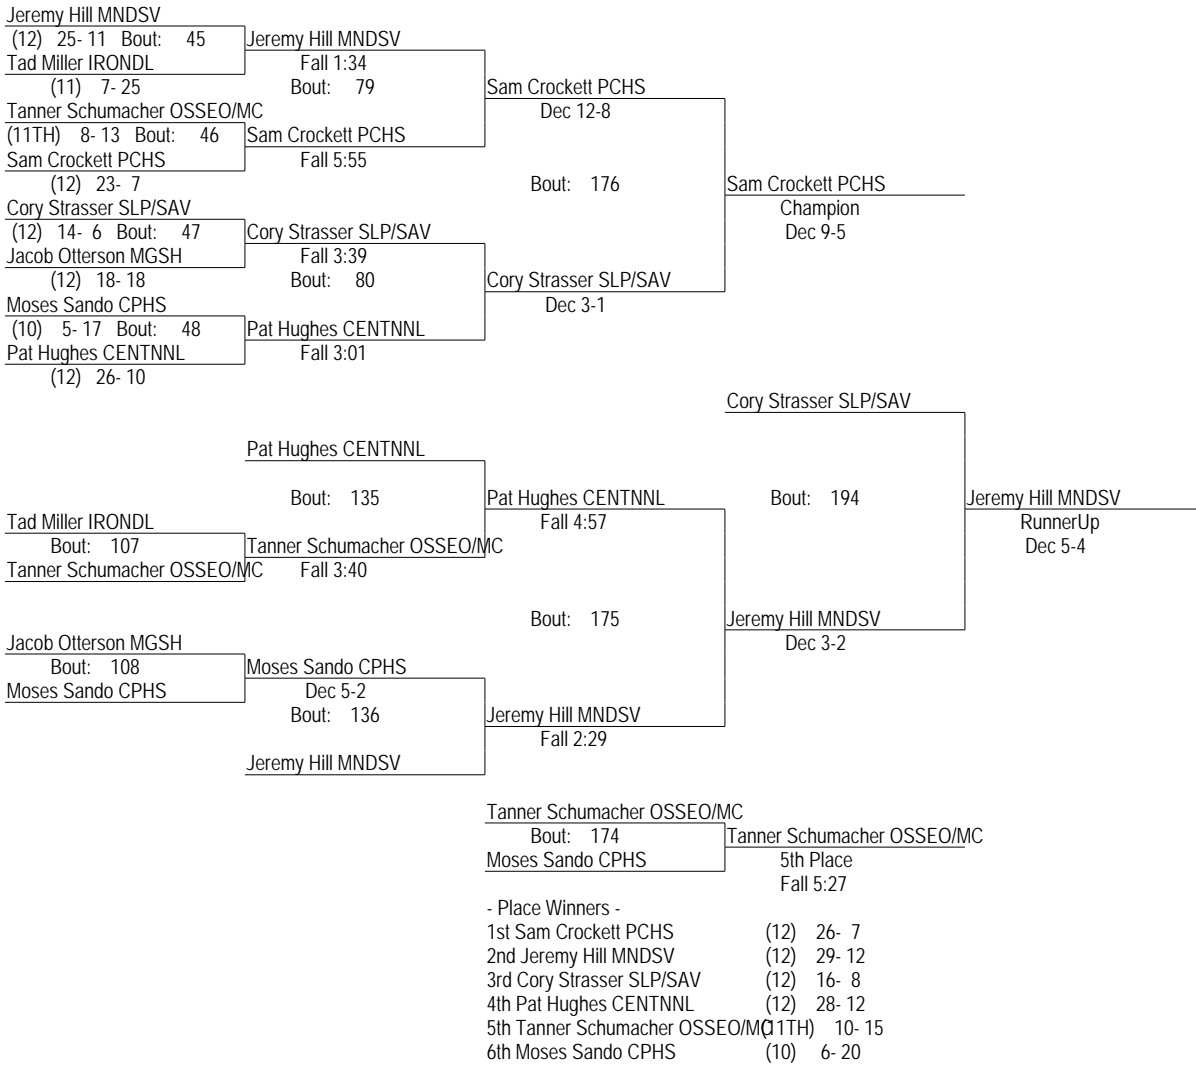 Jeremy Hill MNDSV
(12) 25- 11 Bout: 45
Jeremy Hill MNDSV
Tad Miller IRONDL
Fall 1:34
(11) 7- 25
Bout: 79
Sam Crockett PCHS
Tanner Schumacher OSSEO/MC
Dec 12-8
(11TH) 8- 13 Bout: 46
Sam Crockett PCHS
Sam Crockett PCHS
Fall 5:55
(12) 23- 7
Bout: 176
Sam Crockett PCHS
Cory Strasser SLP/SAV
Champion
(12) 14- 6 Bout: 47
Cory Strasser SLP/SAV
Dec 9-5
Jacob Otterson MGSH
Fall 3:39
(12) 18- 18
Bout: 80
Cory Strasser SLP/SAV
Moses Sando CPHS
Dec 3-1
(10) 5- 17 Bout: 48
Pat Hughes CENTNNL
Pat Hughes CENTNNL
Fall 3:01
(12) 26- 10
Cory Strasser SLP/SAV
Pat Hughes CENTNNL
Bout: 135
Pat Hughes CENTNNL
Bout: 194
Jeremy Hill MNDSV
Tad Miller IRONDL
Fall 4:57
RunnerUp
Bout: 107
Tanner Schumacher OSSEO/MC
Dec 5-4
Tanner Schumacher OSSEO/MC
Fall 3:40
Bout: 175
Jeremy Hill MNDSV
Jacob Otterson MGSH
Dec 3-2
Bout: 108
Moses Sando CPHS
Moses Sando CPHS
Dec 5-2
Bout: 136
Jeremy Hill MNDSV
Fall 2:29
Jeremy Hill MNDSV
Tanner Schumacher OSSEO/MC
Bout: 174
Tanner Schumacher OSSEO/MC
Moses Sando CPHS
5th Place
Fall 5:27
- Place Winners -
1st Sam Crockett PCHS (12) 26- 7
2nd Jeremy Hill MNDSV (12) 29- 12
3rd Cory Strasser SLP/SAV (12) 16- 8
4th Pat Hughes CENTNNL (12) 28- 12
5th Tanner Schumacher OSSEO/MC (11TH) 10- 15
6th Moses Sando CPHS (10) 6- 20